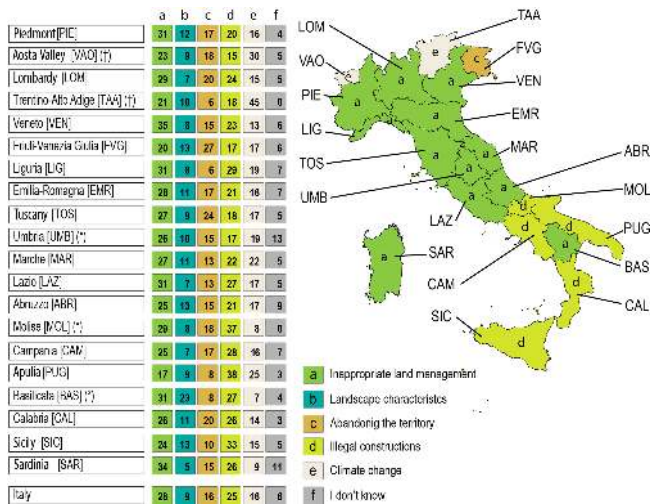 a b c d e f
Piedmont [PIE] 31 12 17 20 16 4
Aosta Valley [VAO] (†) 23 9 18 15 30 5
Lombardy [LOM] 29 7 20 24 15 5
Trentino-Alto Adige [TAA] (†) 21 10 6 18 45 0
Veneto [VEN] 35 8 15 23 13 6
Friuli-Venezia Giulia [FVG] 20 13 27 17 17 6
Liguria [LIG] 31 8 6 29 19 7
Emilia-Romagna [EMR] 28 11 17 21 16 7
Tuscany [TOS] 27 9 24 18 17 5
Umbria [UMB] (*) 26 10 15 17 19 13
Marche [MAR] 27 11 13 22 22 5
Lazio [LAZ] 31 7 13 27 17 5
Abruzzo [ABR] 25 13 15 21 17 9
Molise [MOL] (*) 29 8 18 37 8 0
Campania [CAM] 25 7 17 28 16 7
Apulia [PUG] 17 9 8 38 25 3
Basilicata [BAS] (*) 31 23 8 27 7 4
Calabria [CAL] 26 11 20 26 14 3
Sicily [SIC] 24 13 10 33 15 5
Sardinia [SAR] 34 5 15 26 9 11
Italy 28 9 16 25 16 6
TAA
LOM
FVG
VAO
VEN
PIE
EMR
LIG
MAR
TOS
ABR
UMB
MOL
LAZ
PUG
SAR
BAS
CAM
CAL
SIC
a Inappropriate land management
b Landscape characteristcs
c Abandonig the territory
d Illegal constructions
e Climate change
f I don't know